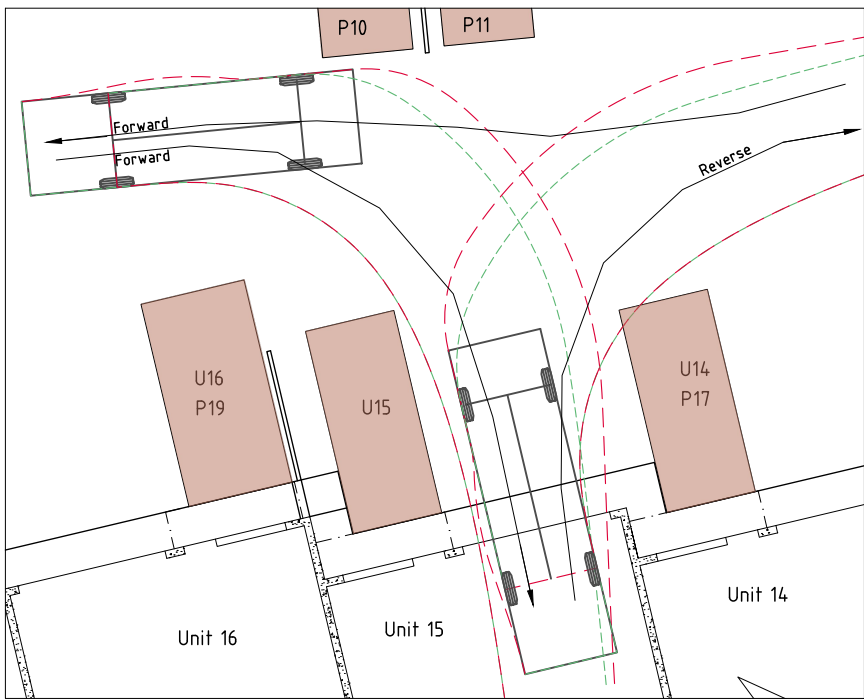 P10
P11
Forward
Forward
Reverse
U16
P19
U15
U14
P17
Unit 16
Unit 15
Unit 14